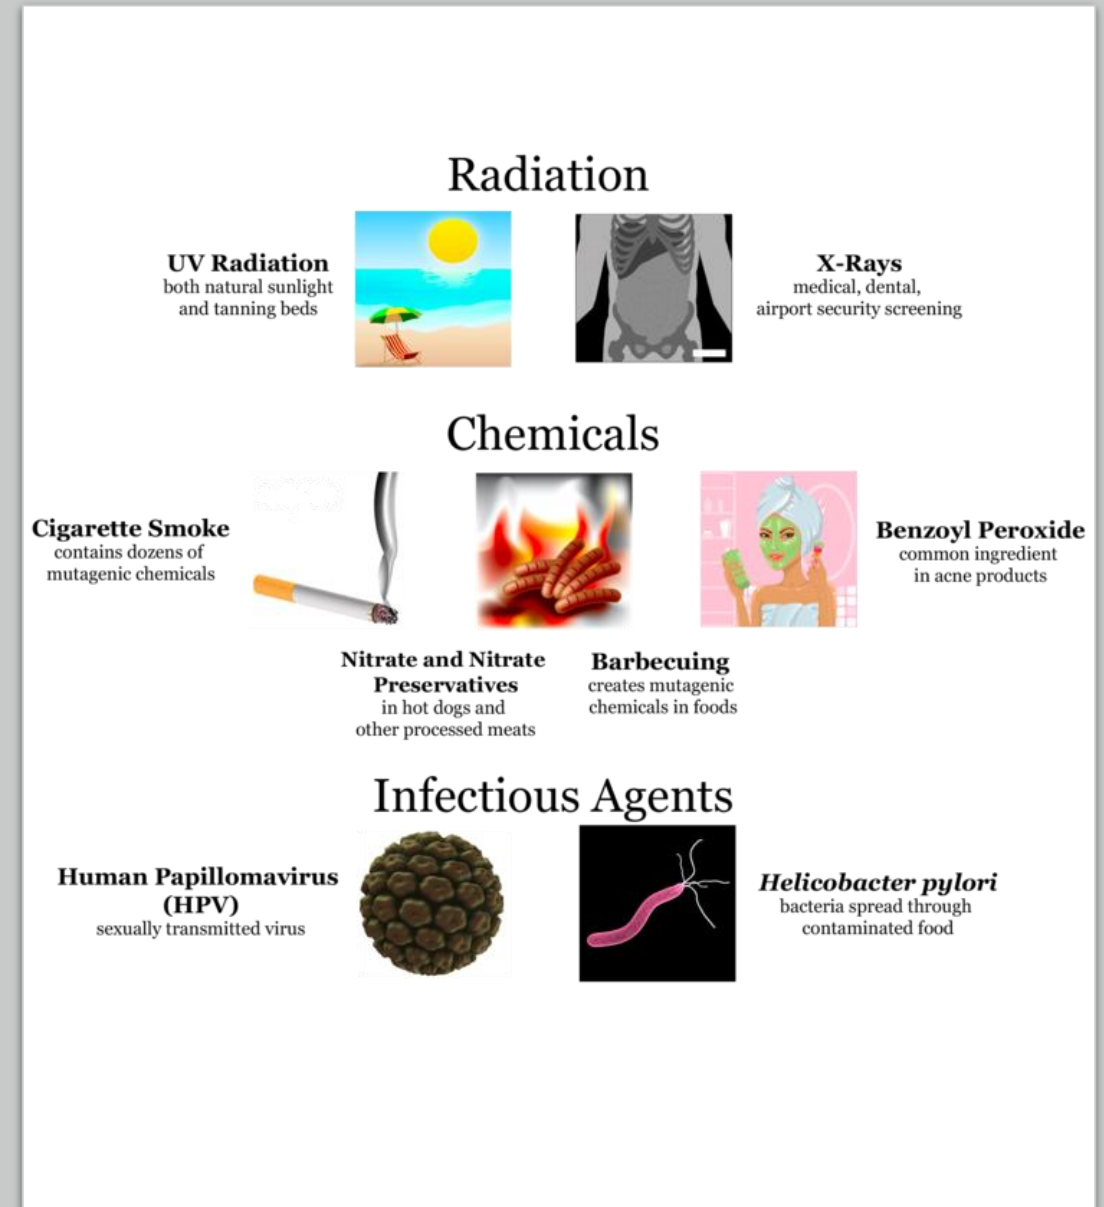 Radiation
UV Radiation
both natural sunlight
and tanning beds
X-Rays
medical, dental,
airport security screening
Chemicals
Cigarette Smoke
contains dozens of
mutagenic chemicals
Benzoyl Peroxide
common ingredient
in acne products
Nitrate and Nitrate
Preservatives
in hot dogs and
other processed meats
Barbecuing
creates mutagenic
chemicals in foods
Infectious Agents
Human Papillomavirus
(HPV)
sexually transmitted virus
Helicobacter pylori
bacteria spread through
contaminated food